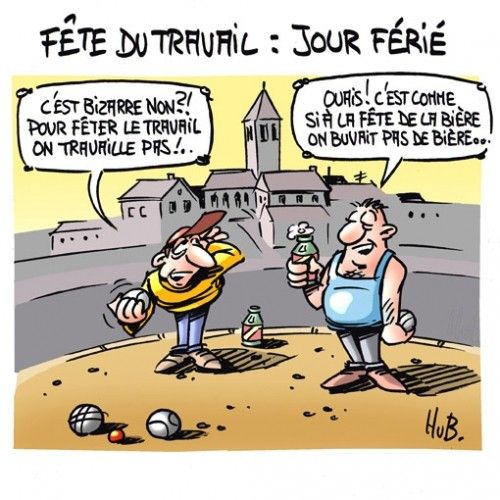 FÊTE DU TRAVAIL : JOUR FÉRIÉ
C'EST BIZARRE NON?!
POUR FÊTER LE TRAVAIL
ON TRAVAILLE PAS!..
OUAIS! C'EST COMME
SI À LA FÊTE DE LA BIÈRE
ON BUVAIT PAS DE BIÈRE...
HUB.